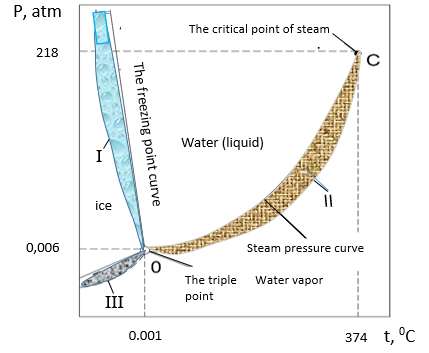 P, atm
The critical point of steam
218
C
The freezing point curve
Water (liquid)
I
II
ice
0,006
Steam pressure curve
0
The triple
point
Water vapor
III
0.001
374
t, ⁰C